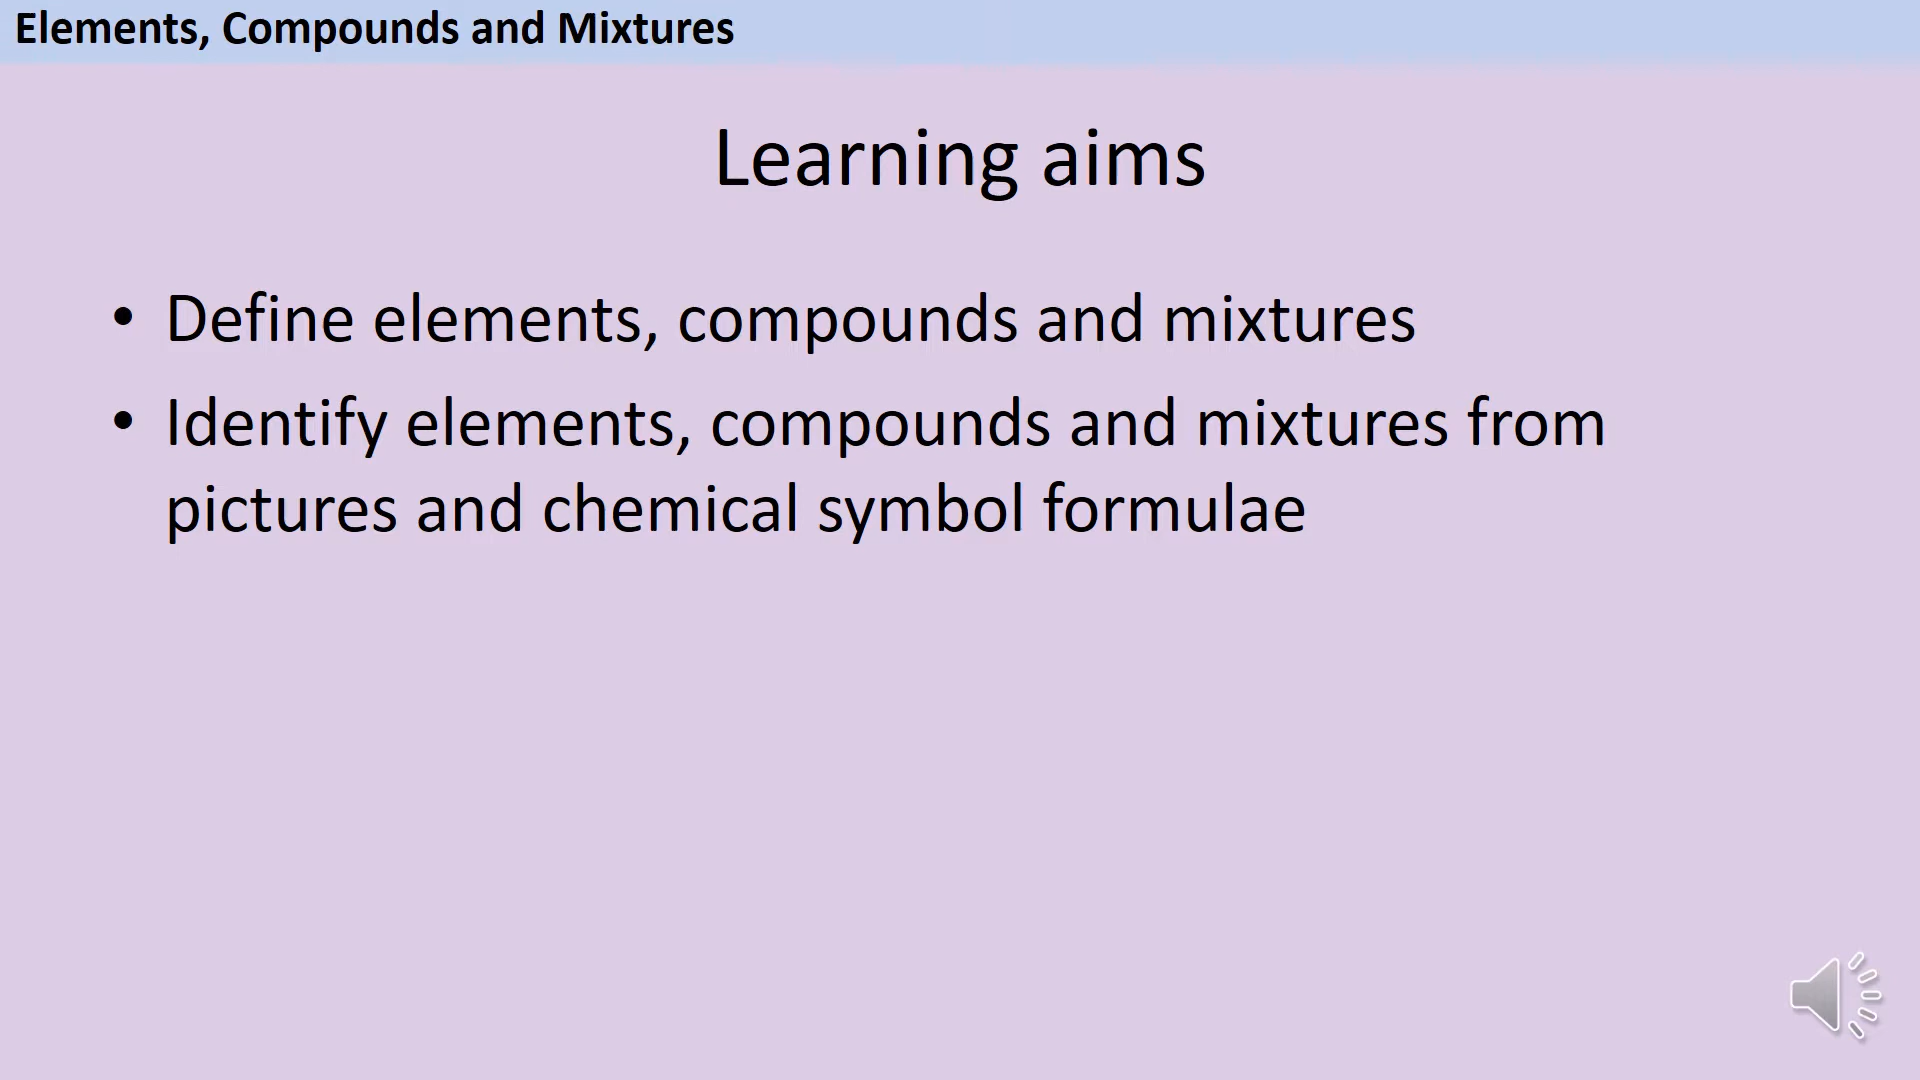 Elements, Compounds and Mixtures
Learning aims
• Define elements, compounds and mixtures
• Identify elements, compounds and mixtures from
pictures and chemical symbol formulae